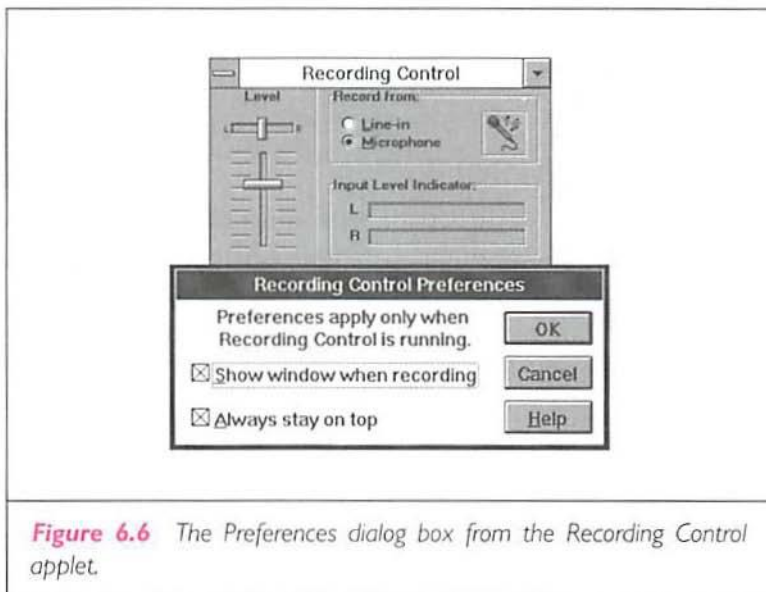 Recording Control
Level
Record from:
L R
Line-in
Microphone
Input Level Indicator:
L
R
Recording Control Preferences
Preferences apply only when
Recording Control is running.
OK
Show window when recording
Cancel
Always stay on top
Help
Figure 6.6 The Preferences dialog box from the Recording Control
applet.